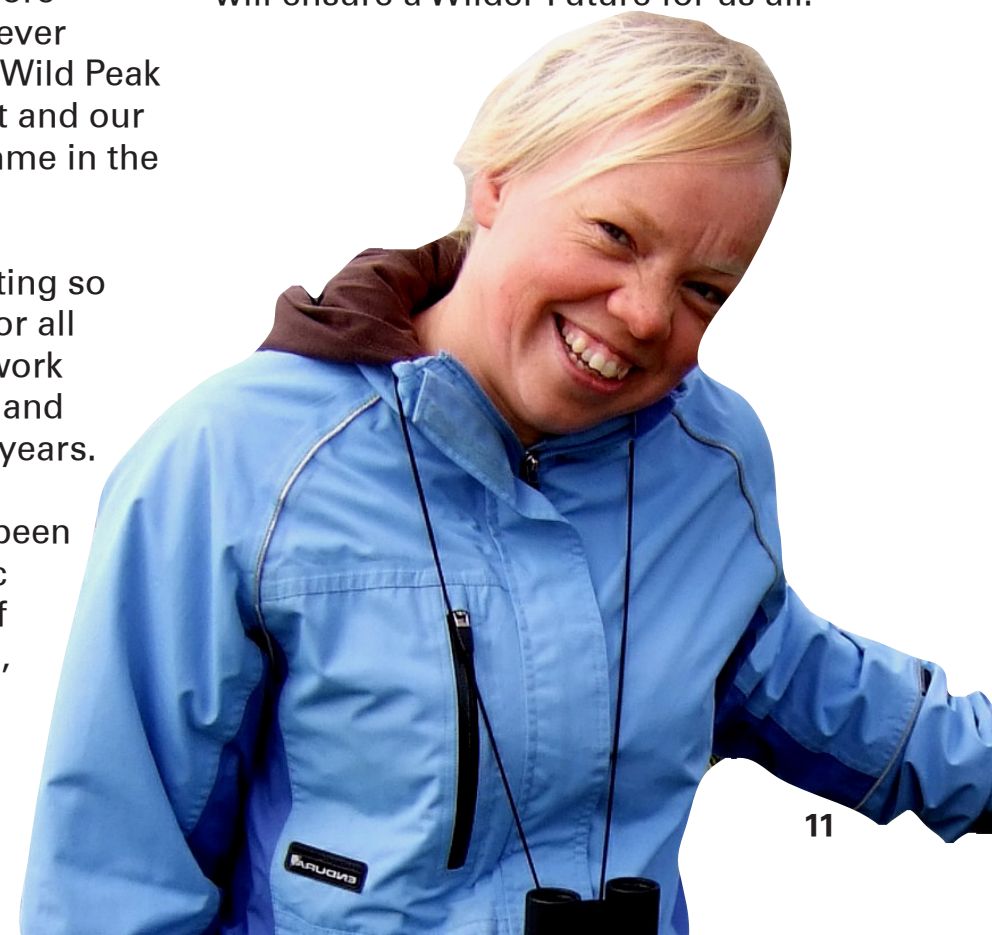 will ensure a Wilder Future for us all.
ever
Wild Peak
t and our
ame in the
ting so
or all
work
and
years.
been
c
f
,
11
ENDURA